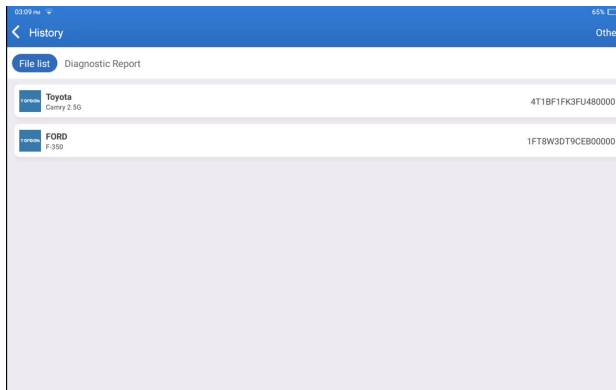 03:09 PM 65%
History Othe
File list Diagnostic Report
TOPDON Toyota 4T1BF1FK3FU480000
Camry 2.5G
TOPDON FORD 1FT8W3DT9CEB00000
F-350